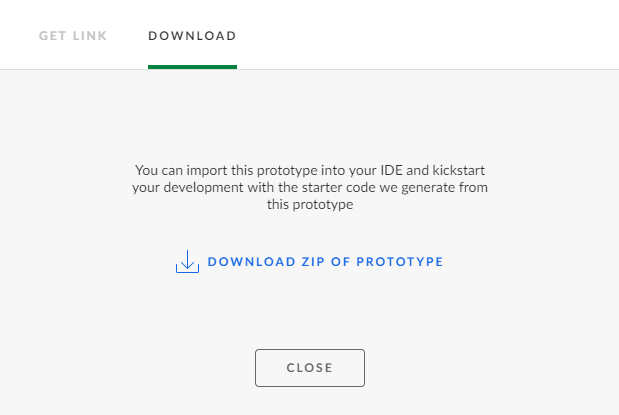 GET LINK
DOWNLOAD
You can import this prototype into your IDE and kickstart
your development with the starter code we generate from
this prototype
DOWNLOAD ZIP OF PROTOTYPE
CLOSE